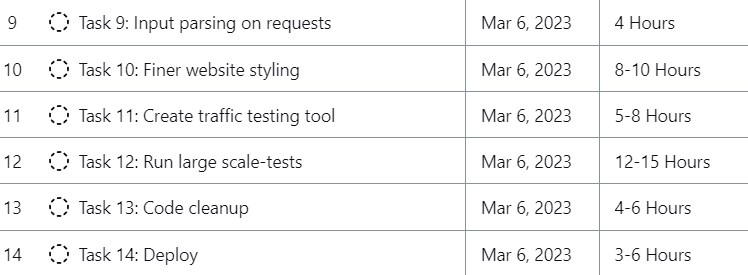 9 Task 9: Input parsing on requests Mar 6, 2023 4 Hours
10 Task 10: Finer website styling Mar 6, 2023 8-10 Hours
11 Task 11: Create traffic testing tool Mar 6, 2023 5-8 Hours
12 Task 12: Run large scale-tests Mar 6, 2023 12-15 Hours
13 Task 13: Code cleanup Mar 6, 2023 4-6 Hours
14 Task 14: Deploy Mar 6, 2023 3-6 Hours